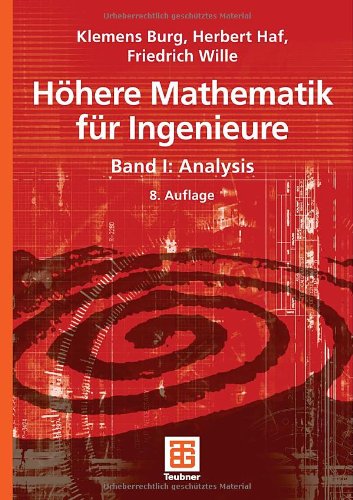 Urheberrechtlich geschütztes Material
Klemens Burg, Herbert Haf,
Friedrich Wille
Höhere Mathematik
für Ingenieure
Band I: Analysis
8. Auflage
Teubner
Urheberrechtlich geschütztes Material